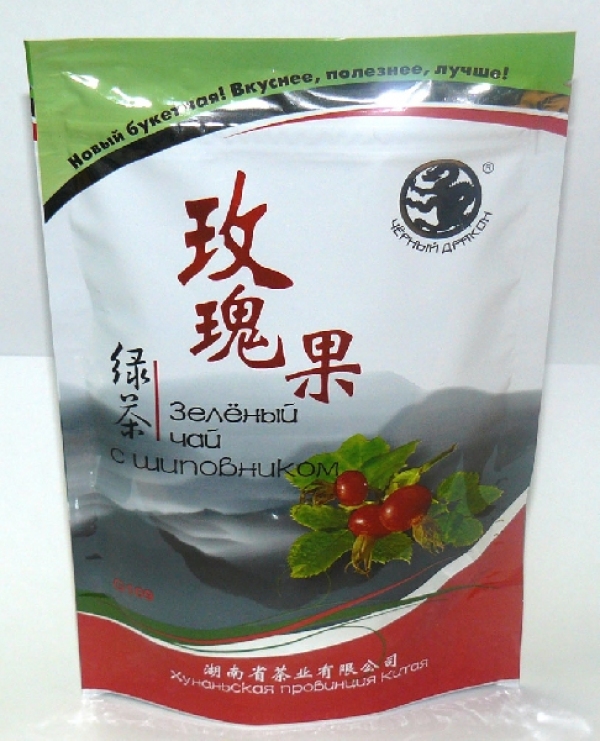 Новый букет чая! Вкуснее, полезнее, лучше!
®
ЧЁРНЫЙ ДРАКОН
玫
瑰
果
绿
茶
Зелёный
чай
с шиповником
湖南省茶业有限公司
Хунаньская провинция Китая